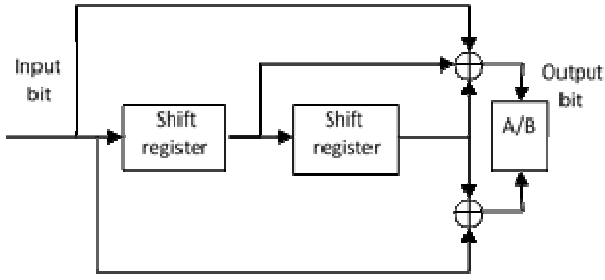 Input
bit
Shift
register
Shift
register
Output
bit
A/B